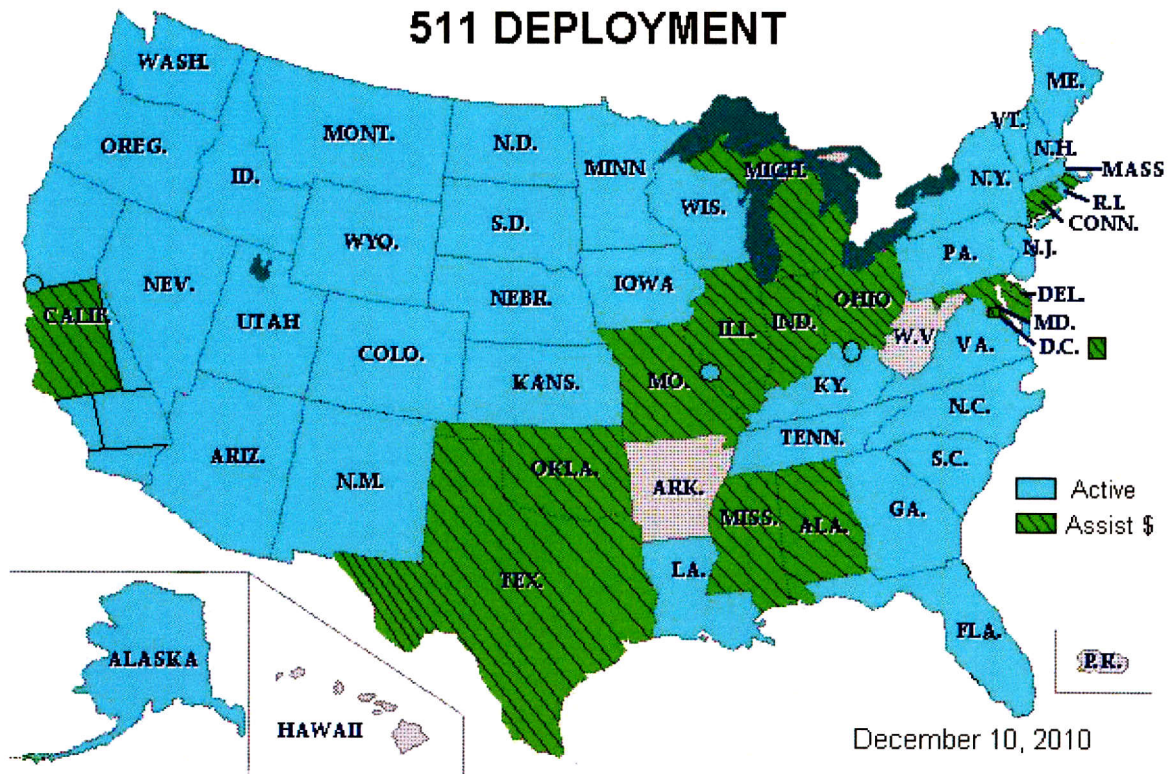 511 DEPLOYMENT
WASH.
ME.
MONT.
N.D.
VT.
OREG.
MINN
N.H.
MASS
ID.
MICH.
N.Y.
R.I.
WIS.
CONN.
S.D.
WYO.
PA.
N.J.
NEV.
IOWA
NEBR.
OHIO
DEL.
CALIF.
UTAH
ILL.
IND.
MD.
W.V
VA.
D.C.
COLO.
KANS.
MO.
KY.
N.C.
TENN.
ARIZ.
OKLA.
S.C.
N.M.
ARK.
Active
MISS.
ALA.
GA.
Assist $
LA.
TEX.
FLA.
ALASKA
P.R.
HAWAII
December 10, 2010